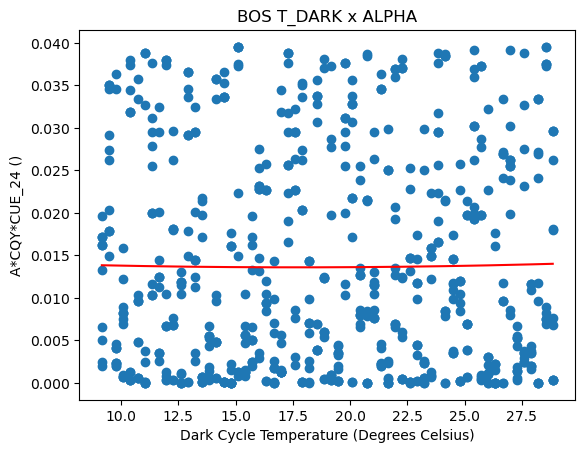 BOS T_DARK x ALPHA
0.040
0.035
0.030
0.025
0.020
0.015
0.010
0.005
0.000
A*CQY*CUE_24 ()
10.0 12.5 15.0 17.5 20.0 22.5 25.0 27.5
Dark Cycle Temperature (Degrees Celsius)